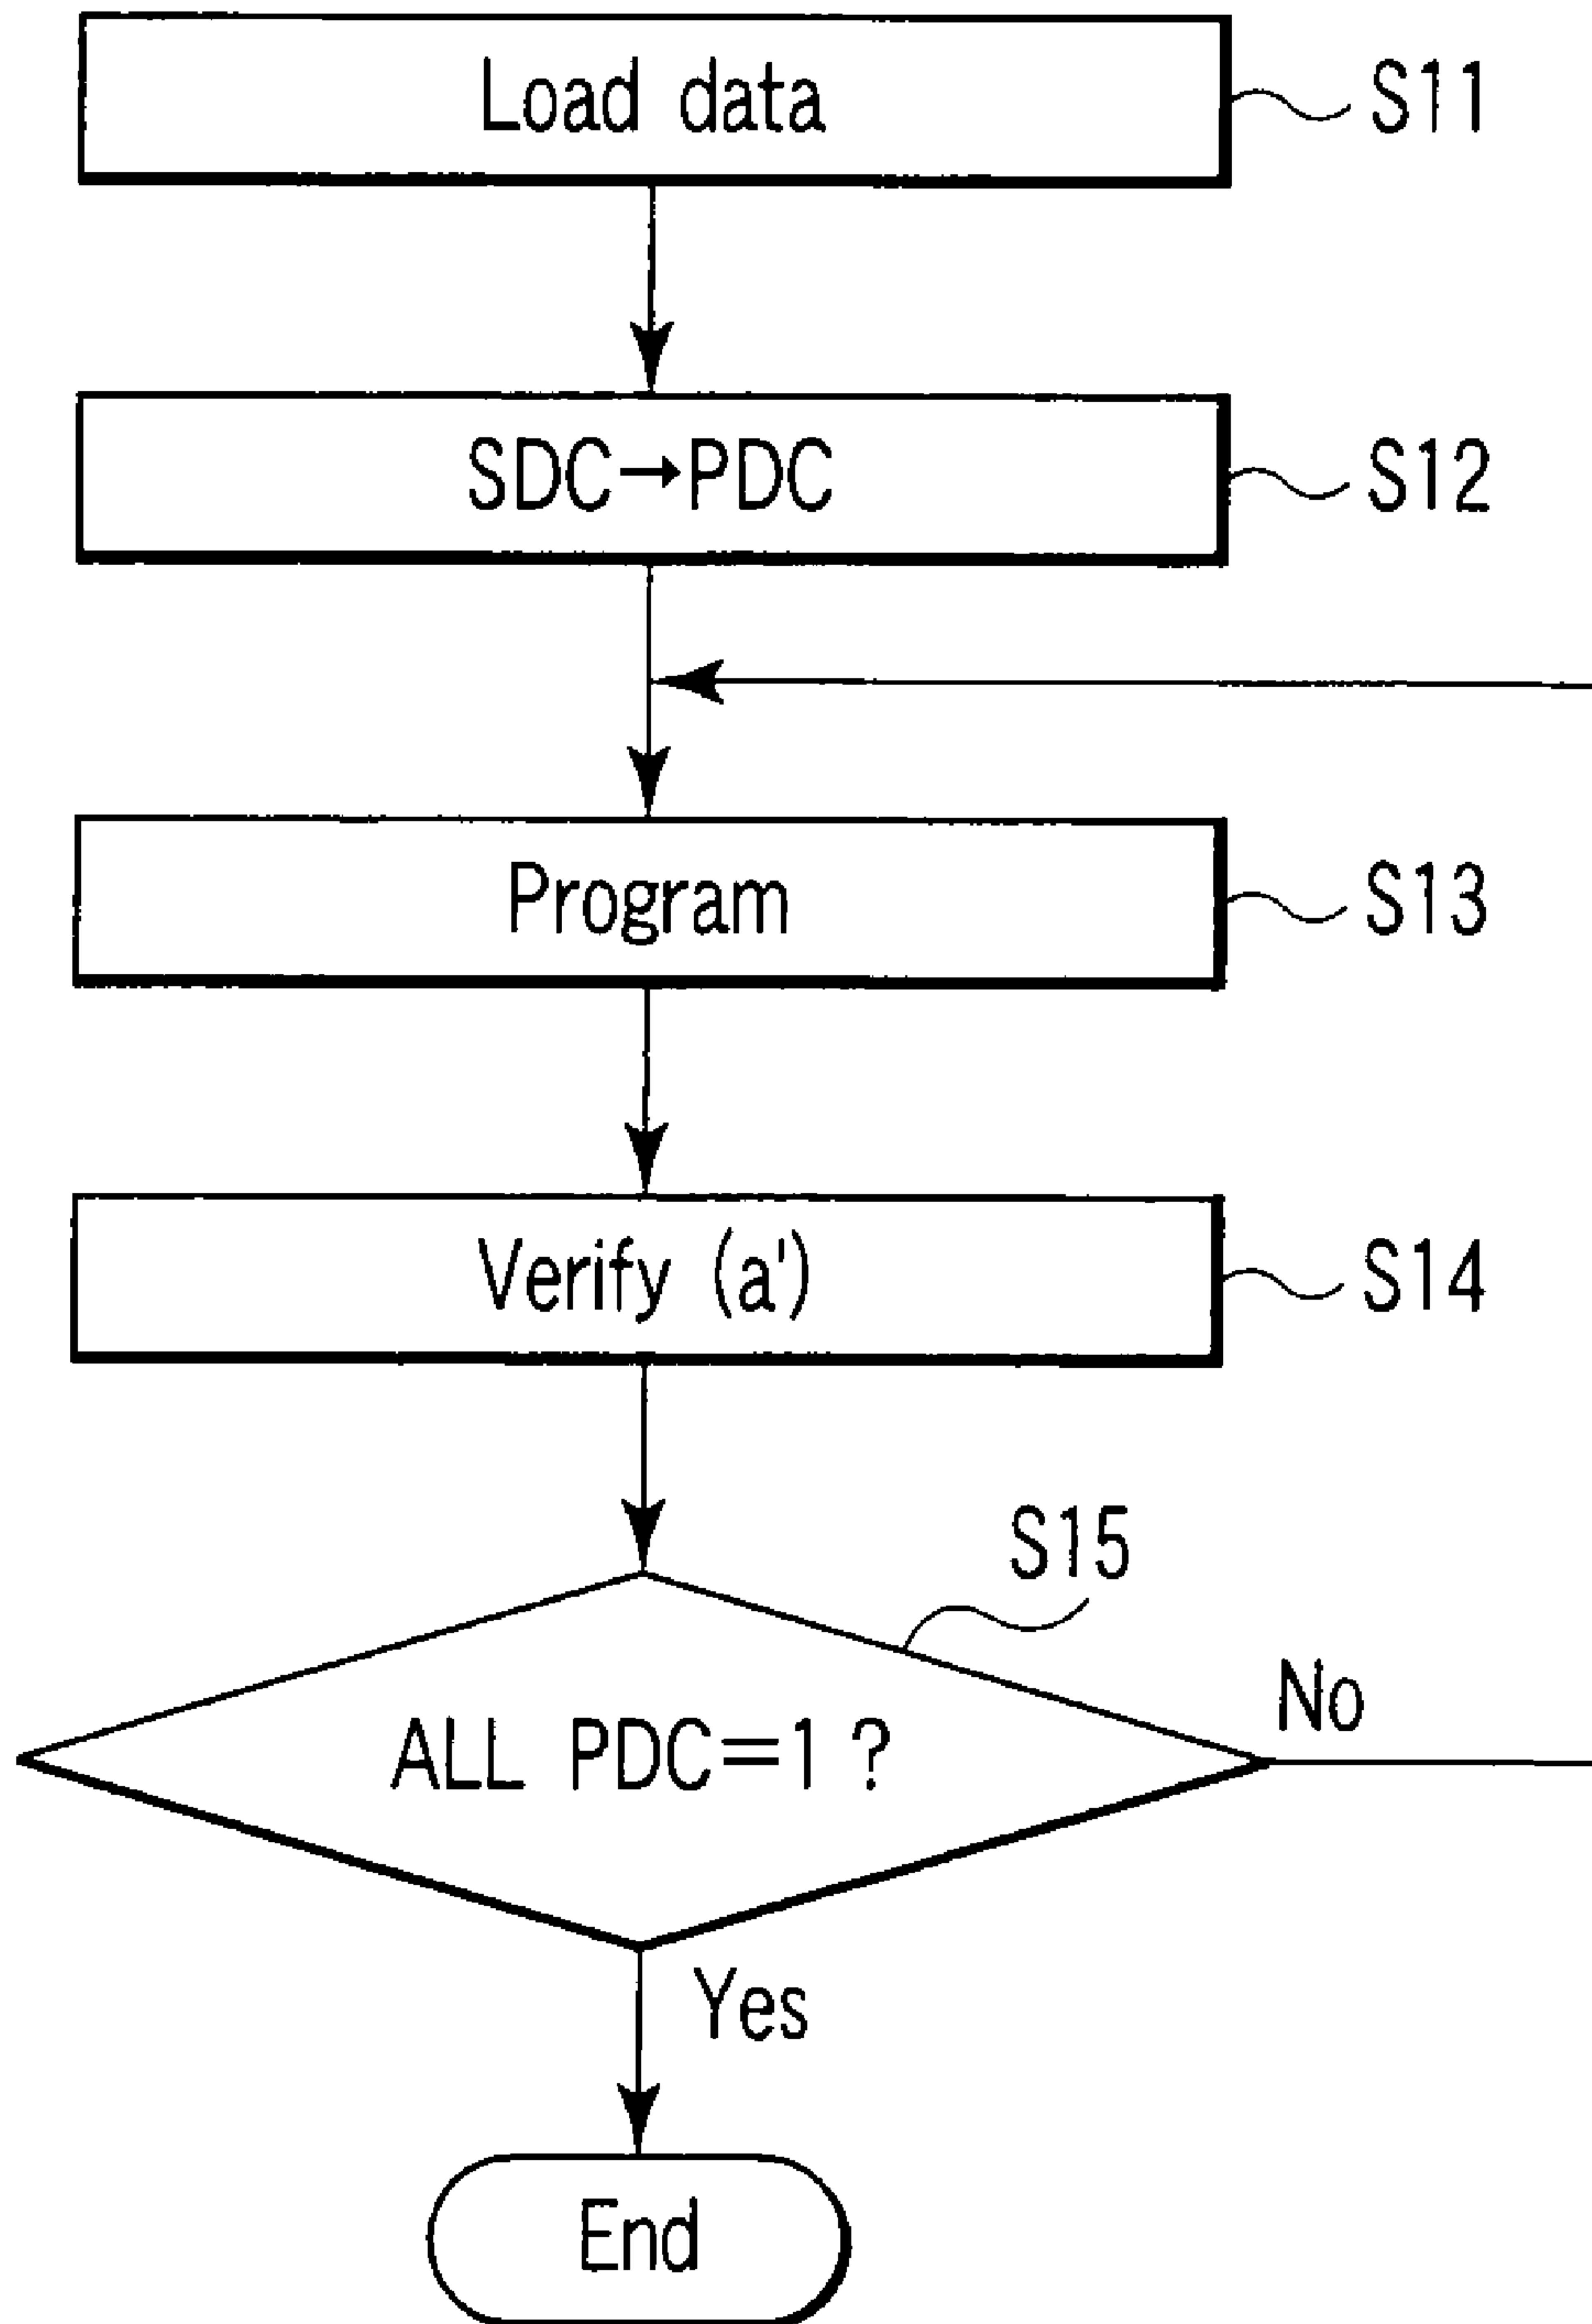 Load data
S11
SDC→PDC
S12
Program
S13
Verify (a')
S14
S15
ALL PDC=1 ?
No
Yes
End